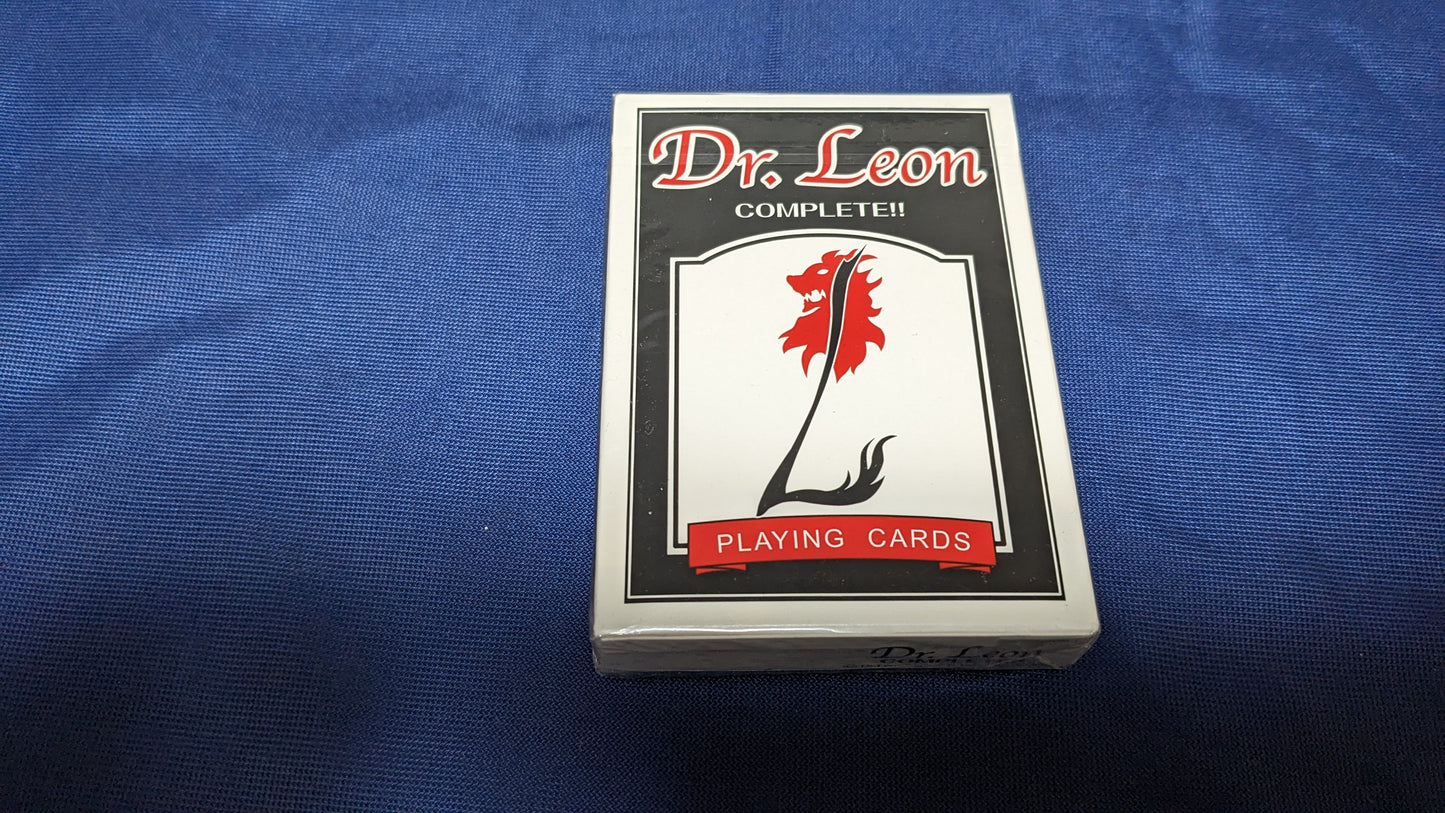 Dr. Leon
COMPLETE!!
PLAYING CARDS
Dr. Leon